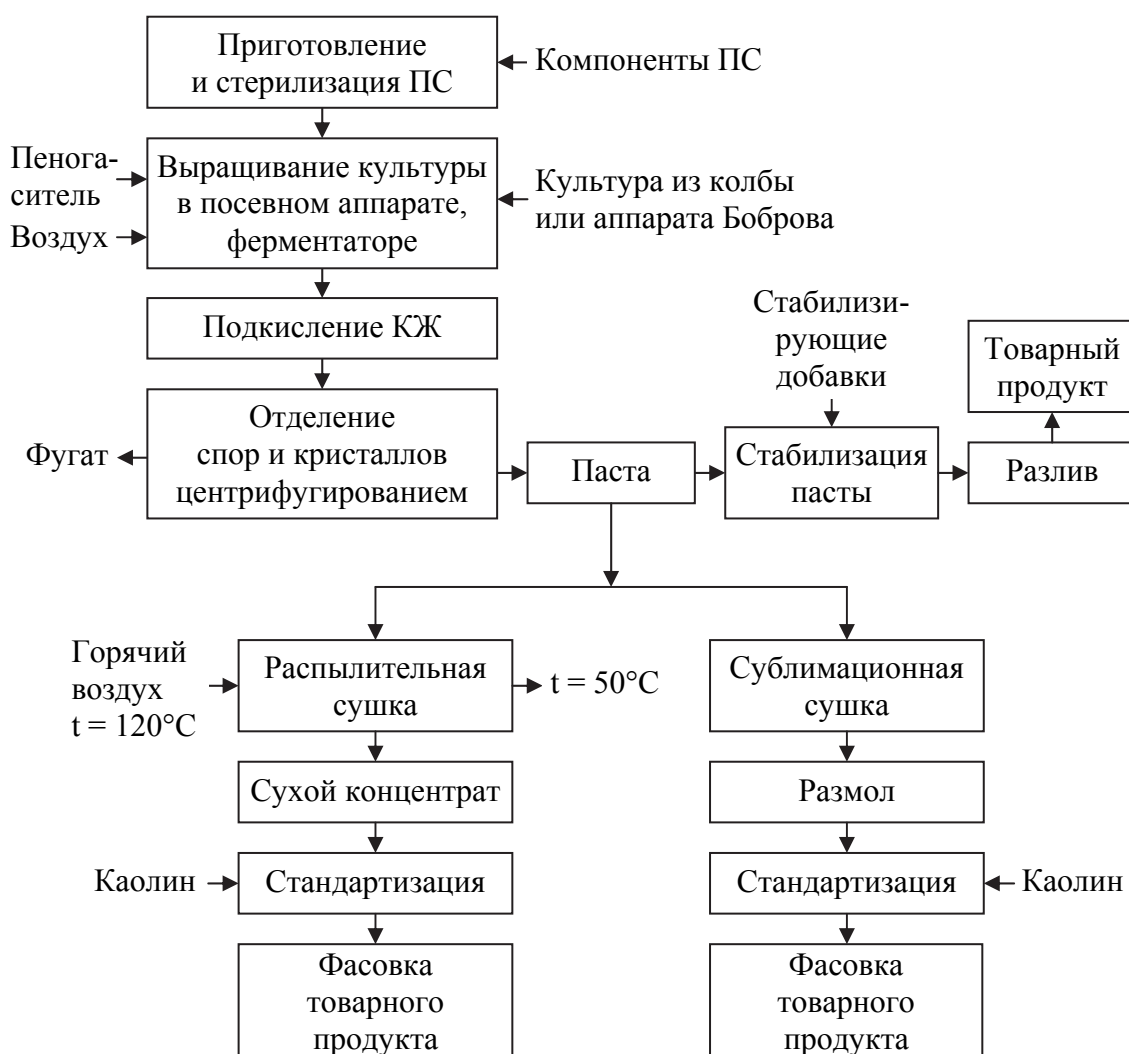 Приготовление
и стерилизация ПС
Компоненты ПС
Пенога-
ситель
Воздух
Выращивание культуры
в посевном аппарате,
ферментаторе
Культура из колбы
или аппарата Боброва
Подкисление КЖ
Стабилизи-
рующие
добавки
Товарный
продукт
Фугат
Отделение
спор и кристаллов
центрифугированием
Паста
Стабилизация
пасты
Разлив
Горячий
воздух
t = 120°C
Распылительная
сушка
t = 50°C
Сублимационная
сушка
Сухой концентрат
Размол
Каолин
Стандартизация
Стандартизация
Каолин
Фасовка
товарного
продукта
Фасовка
товарного
продукта